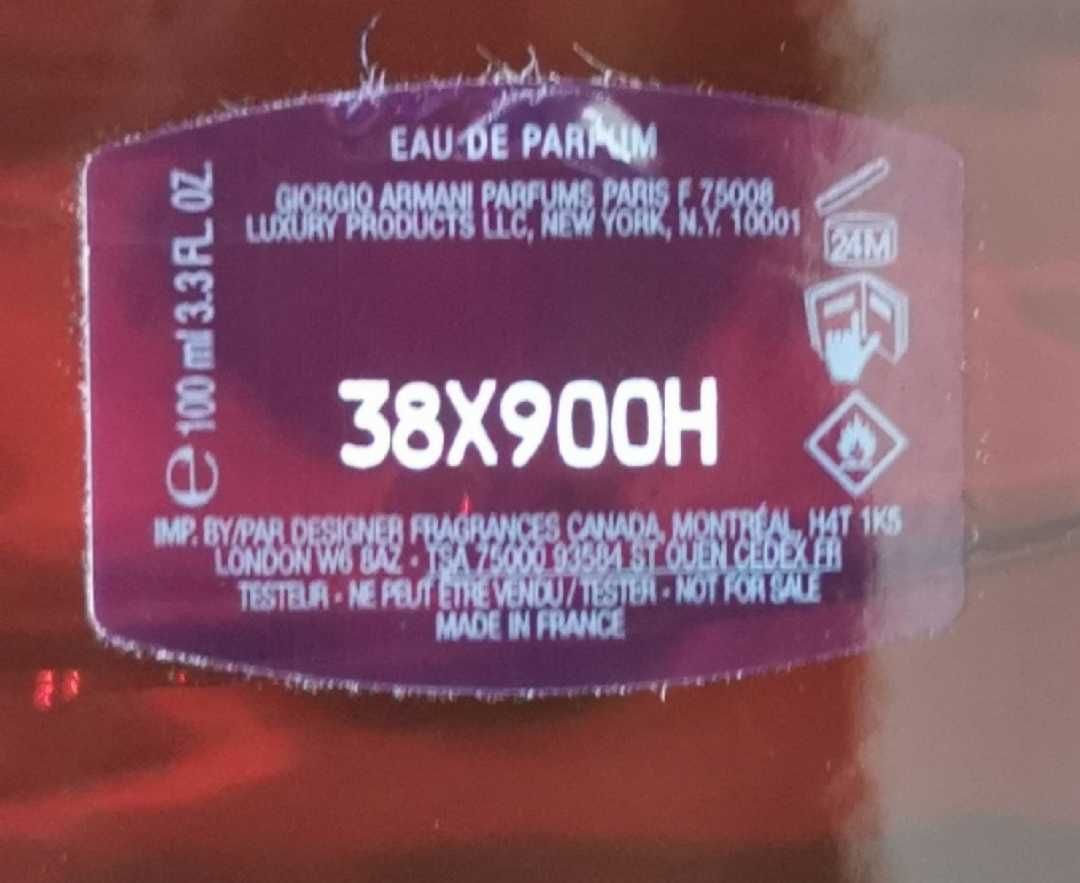 EAU DE PARFUM
GIORGIO ARMANI PARFUMS PARIS F 75008
LUXURY PRODUCTS LLC, NEW YORK, N.Y. 10001
e 100 ml 3.3 FL OZ.
24M
38X900H
IMP. BY/PAR DESIGNER FRAGRANCES CANADA, MONTRÉAL, H4T 1K5
LONDON W6 8AZ - TSA 75000 93584 ST OUEN CEDEX FR
TESTEUR - NE PEUT ÊTRE VENDU / TESTER - NOT FOR SALE
MADE IN FRANCE